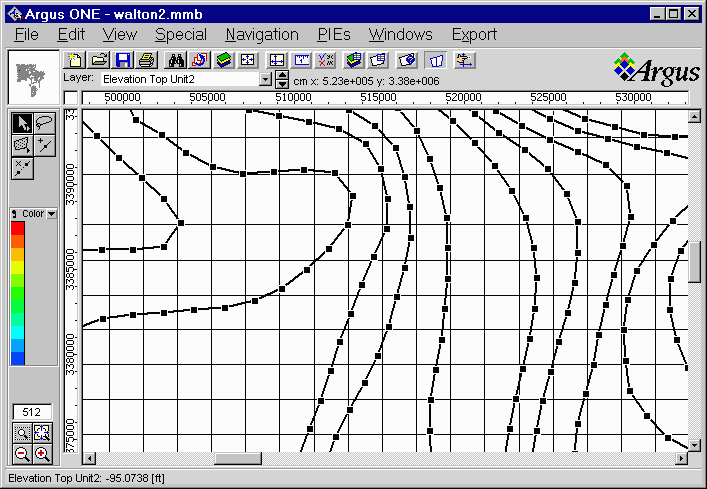 Argus ONE - walton2.mmb
File Edit View Special Navigation PIEs Windows Export
Layer: Elevation Top Unit2 cm x: 5.23e+005 y: 3.38e+006
Argus
500000 505000 510000 515000 520000 525000 530000
3390000
3385000
3380000
375000
Color
512
Elevation Top Unit2: -95.0738 [ft]